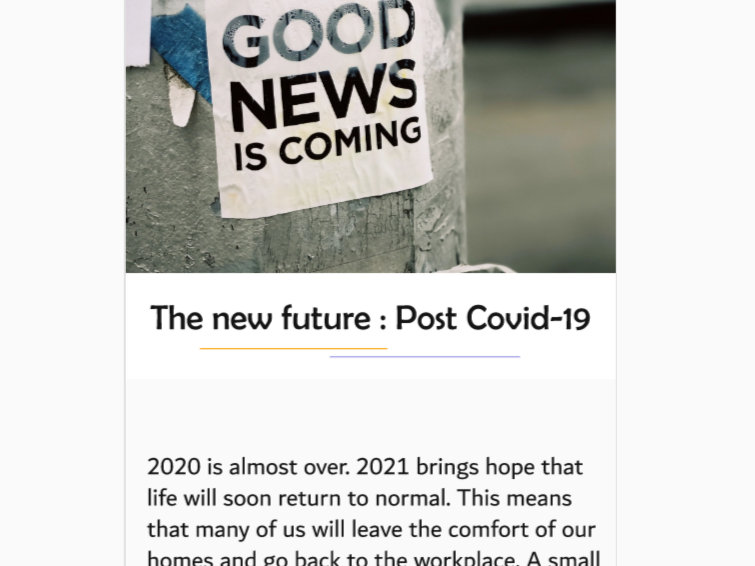 GOOD
NEWS
IS COMING
The new future : Post Covid-19
2020 is almost over. 2021 brings hope that
life will soon return to normal. This means
that many of us will leave the comfort of our
homes and go back to the workplace. A small